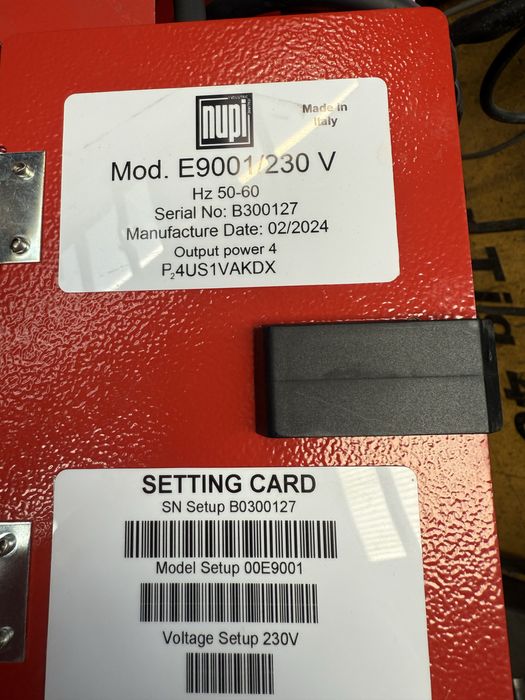 nupi
Made in
Italy
Mod. E9001/230 V
Hz 50-60
Serial No: B300127
Manufacture Date: 02/2024
Output power 4
P₂4US1VAKDX
SETTING CARD
SN Setup B0300127
Model Setup 00E9001
Voltage Setup 230V